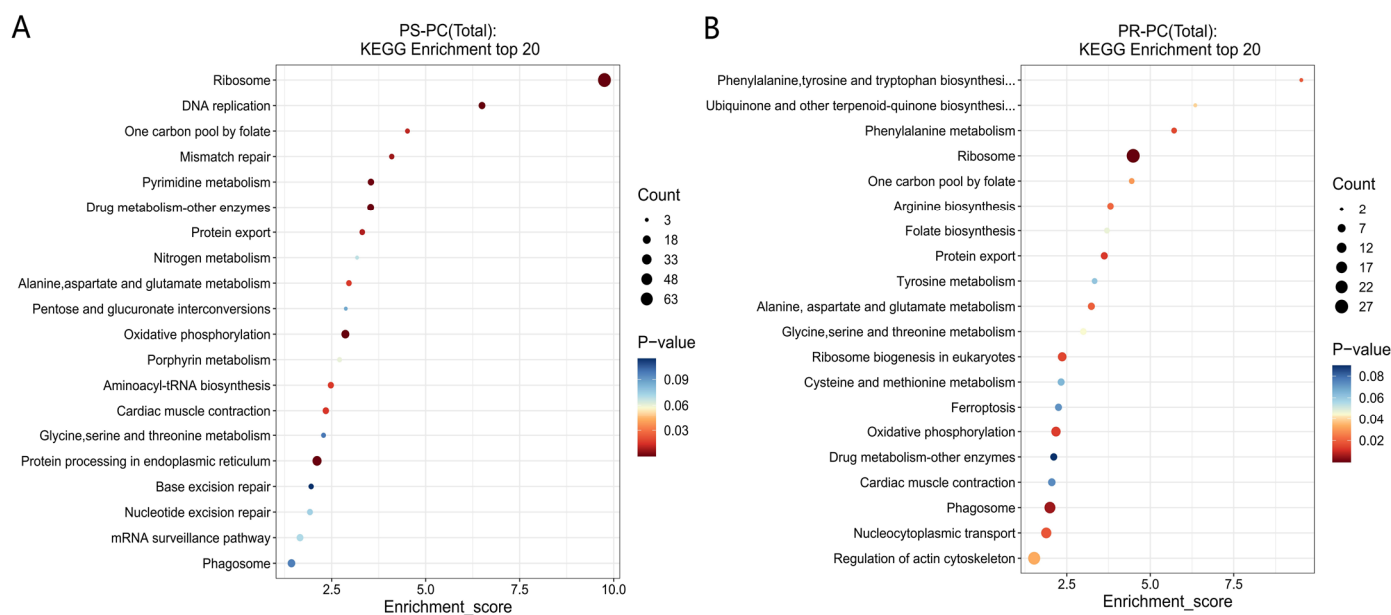 A
PS-PC(Total):
KEGG Enrichment top 20
Ribosome
DNA replication
One carbon pool by folate
Mismatch repair
Pyrimidine metabolism
Drug metabolism-other enzymes
Protein export
Nitrogen metabolism
Alanine,aspartate and glutamate metabolism
Pentose and glucuronate interconversions
Oxidative phosphorylation
Porphyrin metabolism
Aminoacyl-tRNA biosynthesis
Cardiac muscle contraction
Glycine,serine and threonine metabolism
Protein processing in endoplasmic reticulum
Base excision repair
Nucleotide excision repair
mRNA surveillance pathway
Phagosome
2.5 5.0 7.5 10.0
Enrichment_score
Count
3
18
33
48
63
P−value
0.09
0.06
0.03
B
PR-PC(Total):
KEGG Enrichment top 20
Phenylalanine,tyrosine and tryptophan biosynthesi...
Ubiquinone and other terpenoid-quinone biosynthesi...
Phenylalanine metabolism
Ribosome
One carbon pool by folate
Arginine biosynthesis
Folate biosynthesis
Protein export
Tyrosine metabolism
Alanine, aspartate and glutamate metabolism
Glycine,serine and threonine metabolism
Ribosome biogenesis in eukaryotes
Cysteine and methionine metabolism
Ferroptosis
Oxidative phosphorylation
Drug metabolism-other enzymes
Cardiac muscle contraction
Phagosome
Nucleocytoplasmic transport
Regulation of actin cytoskeleton
2.5 5.0 7.5
Enrichment_score
Count
2
7
12
17
22
27
P−value
0.08
0.06
0.04
0.02